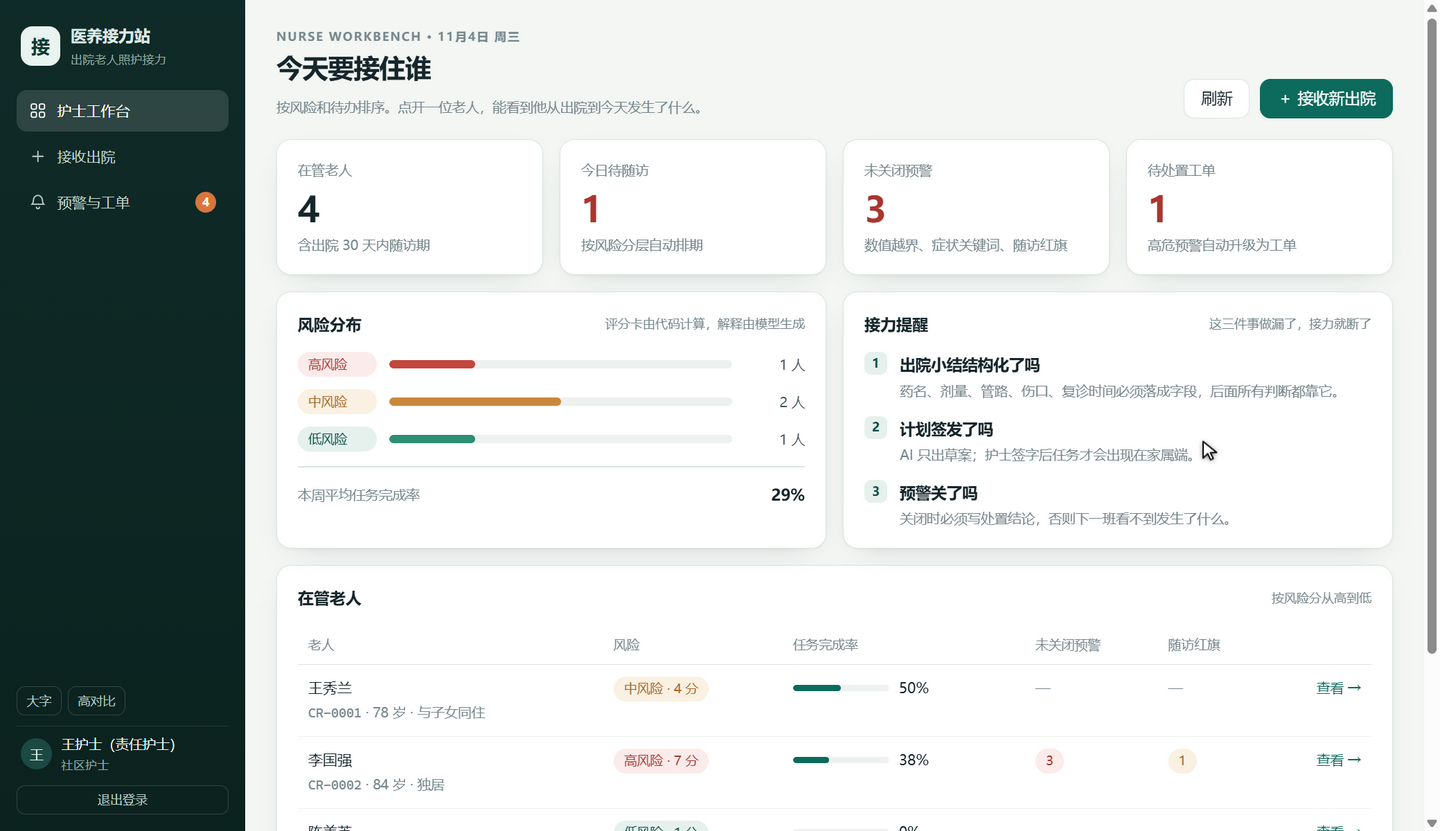 接
医养接力站
出院老人照护接力
护士工作台
接收出院
预警与工单
4
大字
高对比
王
王护士（责任护士）
社区护士
退出登录
NURSE WORKBENCH • 11月4日 周三
今天要接住谁
按风险和待办排序。点开一位老人，能看到他从出院到今天发生了什么。
刷新
+ 接收新出院
在管老人
4
含出院 30 天内随访期
今日待随访
1
按风险分层自动排期
未关闭预警
3
数值越界、症状关键词、随访红旗
待处置工单
1
高危预警自动升级为工单
风险分布
评分卡由代码计算，解释由模型生成
高风险
1 人
中风险
2 人
低风险
1 人
本周平均任务完成率
29%
接力提醒
这三件事做漏了，接力就断了
1
出院小结结构化了吗
药名、剂量、管路、伤口、复诊时间必须落成字段，后面所有判断都靠它。
2
计划签发了吗
AI 只出草案；护士签字后任务才会出现在家属端。
3
预警关了吗
关闭时必须写处置结论，否则下一班看不到发生了什么。
在管老人
按风险分从高到低
老人 风险 任务完成率 未关闭预警 随访红旗
王秀兰 中风险 · 4 分 50% — — 查看 →
CR-0001 · 78 岁 · 与子女同住
李国强 高风险 · 7 分 38% 3 1 查看 →
CR-0002 · 84 岁 · 独居
低风险 · 1 分 0% 查看 →